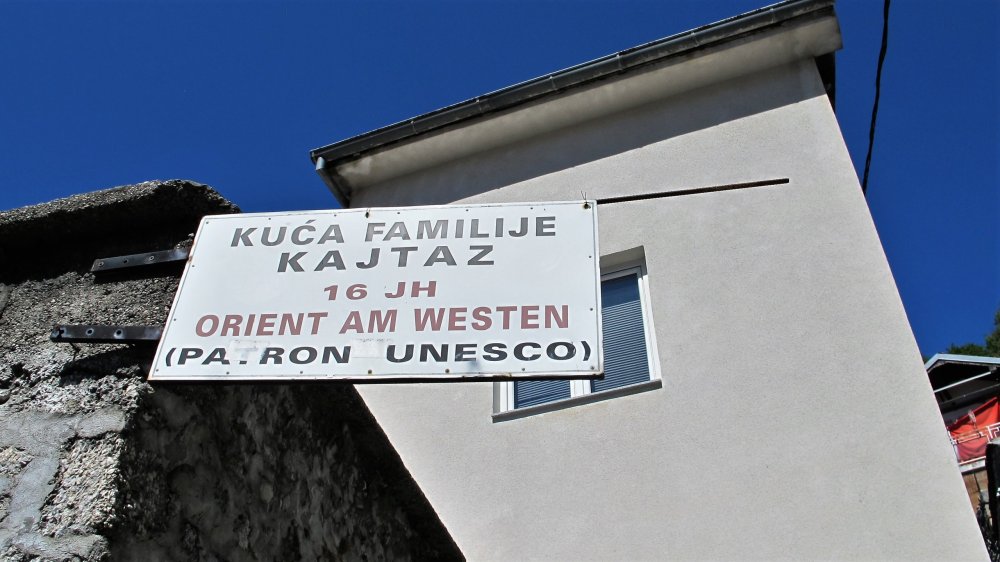 KUĆA FAMILIJE
KAJTAZ
16 JH
ORIENT AM WESTEN
(PATRON UNESCO)